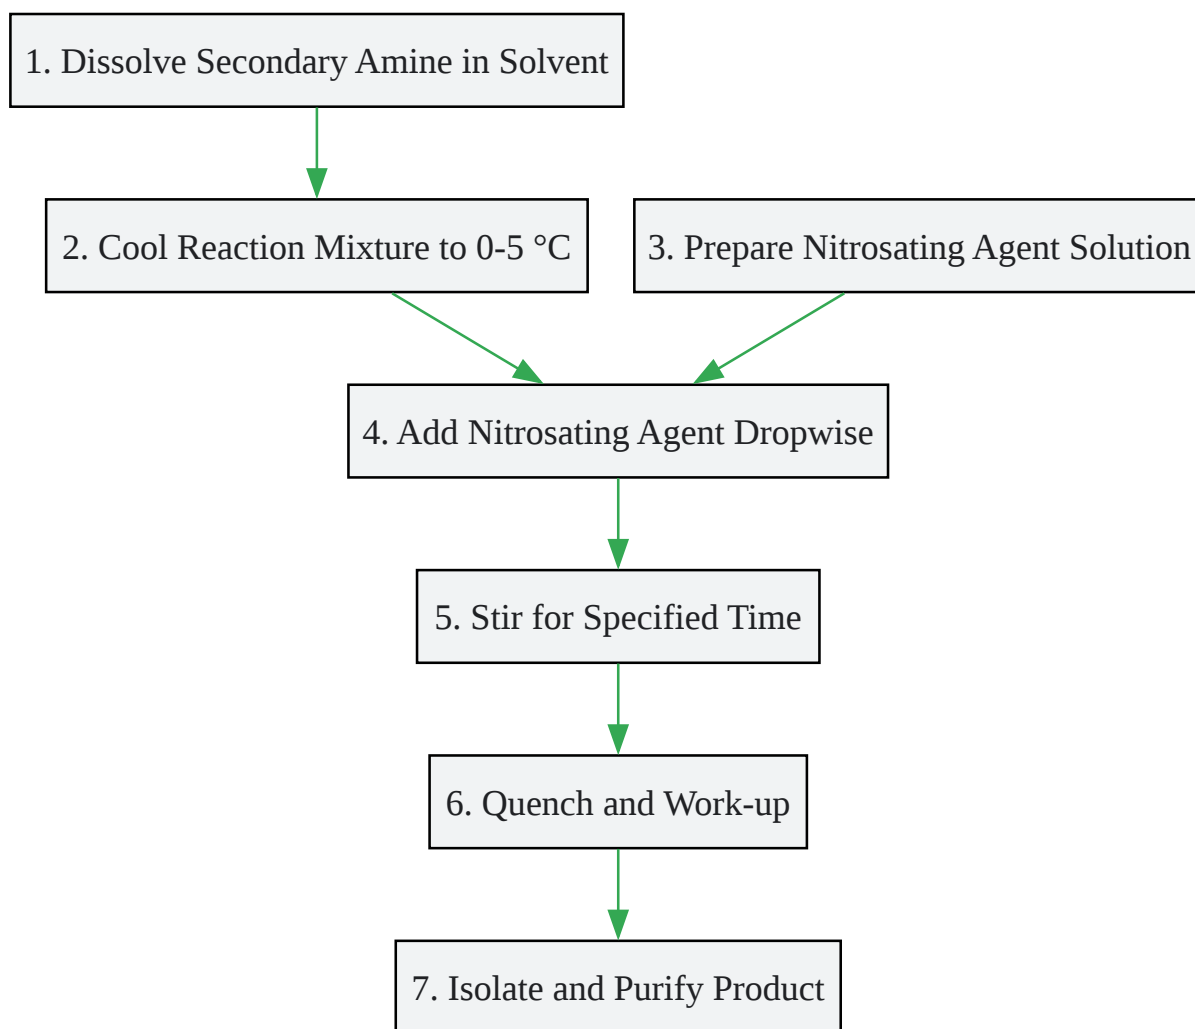 1. Dissolve Secondary Amine in Solvent
2. Cool Reaction Mixture to 0-5 °C
3. Prepare Nitrosating Agent Solution
4. Add Nitrosating Agent Dropwise
5. Stir for Specified Time
6. Quench and Work-up
7. Isolate and Purify Product